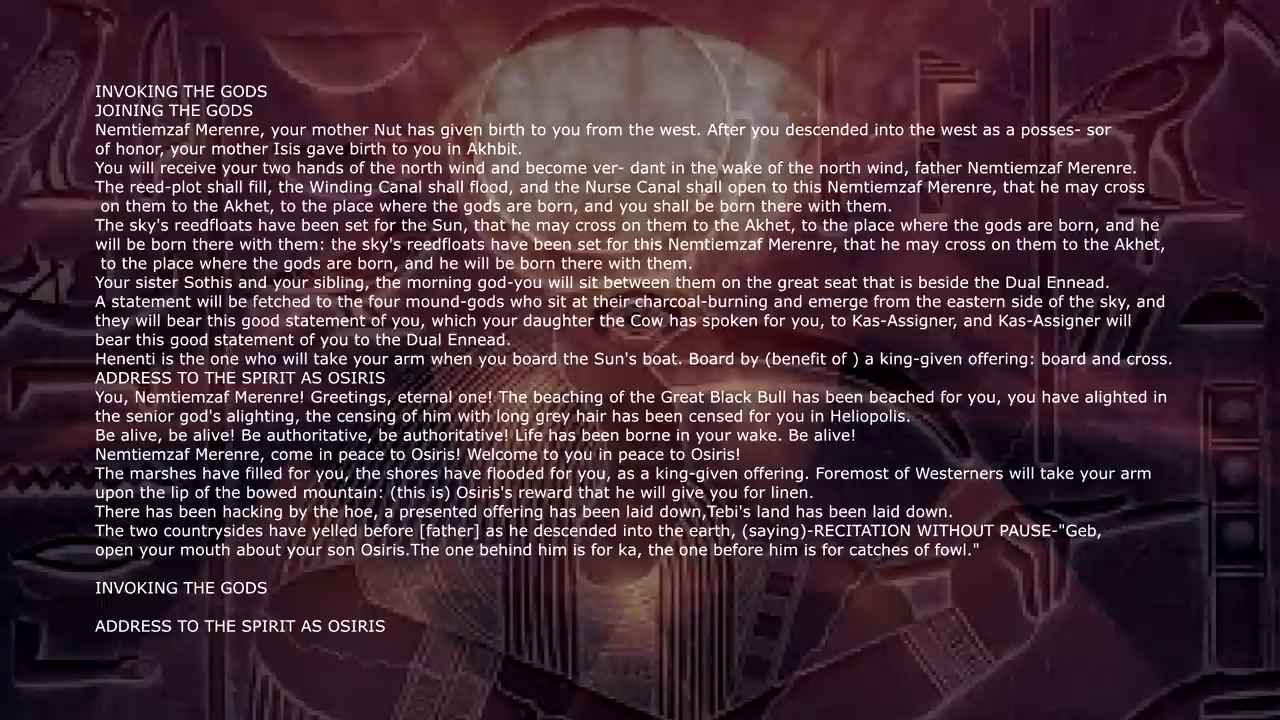 INVOKING THE GODS
JOINING THE GODS
Nemtiemzaf Merenre, your mother Nut has given birth to you from the west. After you descended into the west as a posses- sor
of honor, your mother Isis gave birth to you in Akhbit.
You will receive your two hands of the north wind and become ver- dant in the wake of the north wind, father Nemtiemzaf Merenre.
The reed-plot shall fill, the Winding Canal shall flood, and the Nurse Canal shall open to this Nemtiemzaf Merenre, that he may cross
on them to the Akhet, to the place where the gods are born, and you shall be born there with them.
The sky's reedfloats have been set for the Sun, that he may cross on them to the Akhet, to the place where the gods are born, and he
will be born there with them: the sky's reedfloats have been set for this Nemtiemzaf Merenre, that he may cross on them to the Akhet,
to the place where the gods are born, and he will be born there with them.
Your sister Sothis and your sibling, the morning god-you will sit between them on the great seat that is beside the Dual Ennead.
A statement will be fetched to the four mound-gods who sit at their charcoal-burning and emerge from the eastern side of the sky, and
they will bear this good statement of you, which your daughter the Cow has spoken for you, to Kas-Assigner, and Kas-Assigner will
bear this good statement of you to the Dual Ennead.
Henenti is the one who will take your arm when you board the Sun's boat. Board by (benefit of ) a king-given offering: board and cross.
ADDRESS TO THE SPIRIT AS OSIRIS
You, Nemtiemzaf Merenre! Greetings, eternal one! The beaching of the Great Black Bull has been beached for you, you have alighted in
the senior god's alighting, the censing of him with long grey hair has been censed for you in Heliopolis.
Be alive, be alive! Be authoritative, be authoritative! Life has been borne in your wake. Be alive!
Nemtiemzaf Merenre, come in peace to Osiris! Welcome to you in peace to Osiris!
The marshes have filled for you, the shores have flooded for you, as a king-given offering. Foremost of Westerners will take your arm
upon the lip of the bowed mountain: (this is) Osiris's reward that he will give you for linen.
There has been hacking by the hoe, a presented offering has been laid down,Tebi's land has been laid down.
The two countrysides have yelled before [father] as he descended into the earth, (saying)-RECITATION WITHOUT PAUSE-"Geb,
open your mouth about your son Osiris.The one behind him is for ka, the one before him is for catches of fowl."
INVOKING THE GODS
ADDRESS TO THE SPIRIT AS OSIRIS